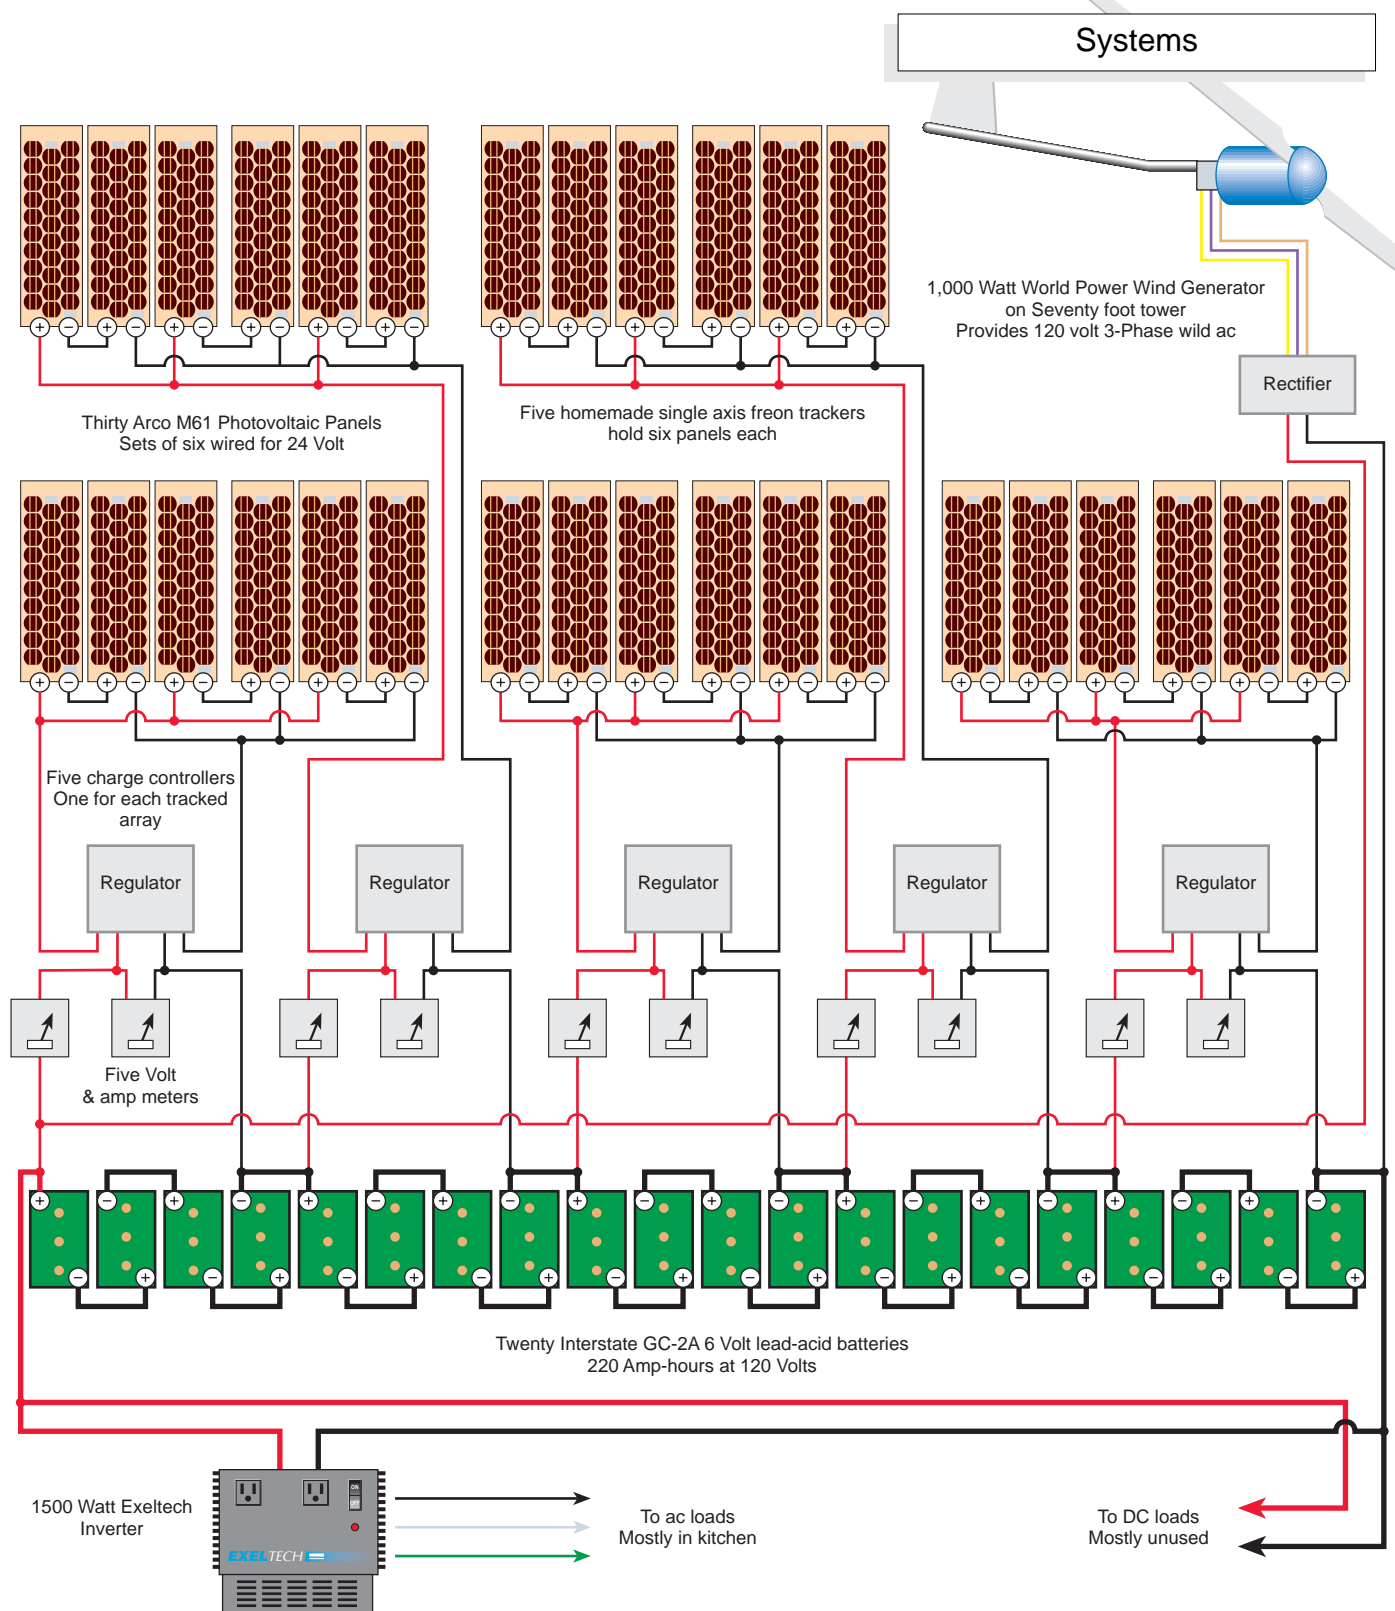 Systems
1,000 Watt World Power Wind Generator
on Seventy foot tower
Provides 120 volt 3-Phase wild ac
Rectifier
Thirty Arco M61 Photovoltaic Panels
Sets of six wired for 24 Volt
Five homemade single axis freon trackers
hold six panels each
Five charge controllers
One for each tracked
array
Regulator
Regulator
Regulator
Regulator
Regulator
Five Volt
& amp meters
Twenty Interstate GC-2A 6 Volt lead-acid batteries
220 Amp-hours at 120 Volts
1500 Watt Exeltech
Inverter
ON
OFF
EXELTECH
To ac loads
Mostly in kitchen
To DC loads
Mostly unused